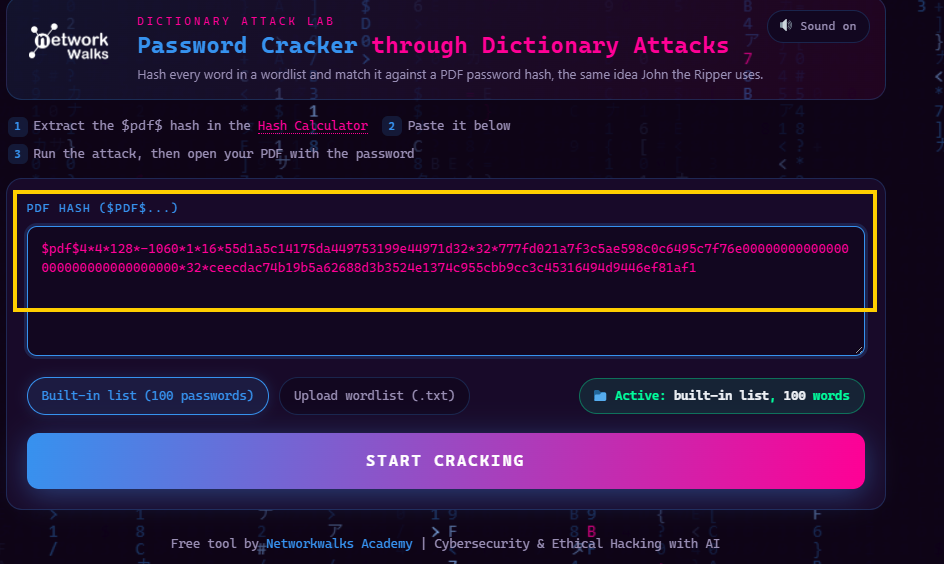 networkWalks
DICTIONARY ATTACK LAB
Password Cracker through Dictionary Attacks
Hash every word in a wordlist and match it against a PDF password hash, the same idea John the Ripper uses.
Sound on
1 Extract the $pdf$ hash in the Hash Calculator 2 Paste it below
3 Run the attack, then open your PDF with the password
PDF HASH ($PDF$...)
$pdf$4*4*128*-1060*1*16*55d1a5c14175da449753199e44971d32*32*777fd021a7f3c5ae598c0c6495c7f76e00000000000000
000000000000000000*32*ceecdac74b19b5a62688d3b3524e1374c955cbb9cc3c45316494d9446ef81af1
Built-in list (100 passwords)
Upload wordlist (.txt)
Active: built-in list, 100 words
START CRACKING
Free tool by Networkwalks Academy | Cybersecurity & Ethical Hacking with AI